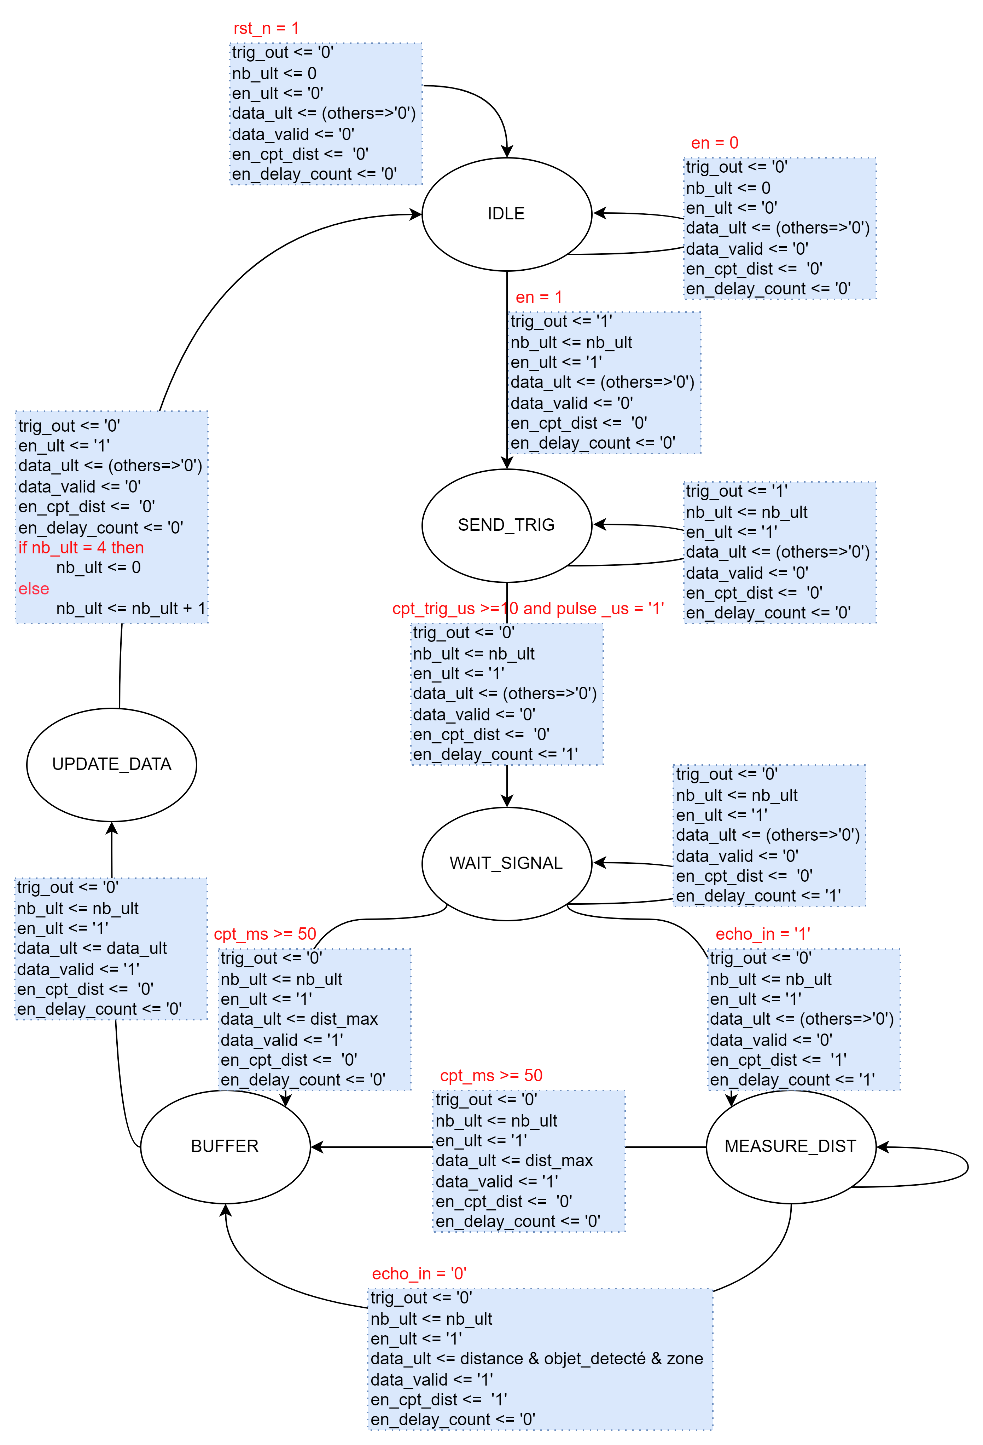 rst_n = 1
trig_out <= '0'
nb_ult <= 0
en_ult <= '0'
data_ult <= (others=>'0')
data_valid <= '0'
en_cpt_dist <=  '0'
en_delay_count <= '0'
IDLE
en = 0
trig_out <= '0'
nb_ult <= 0
en_ult <= '0'
data_ult <= (others=>'0')
data_valid <= '0'
en_cpt_dist <=  '0'
en_delay_count <= '0'
en = 1
trig_out <= '1'
nb_ult <= nb_ult
en_ult <= '1'
data_ult <= (others=>'0')
data_valid <= '0'
en_cpt_dist <=  '0'
en_delay_count <= '0'
trig_out <= '0'
en_ult <= '1'
data_ult <= (others=>'0')
data_valid <= '0'
en_cpt_dist <=  '0'
en_delay_count <= '0'
if nb_ult = 4 then
nb_ult <= 0
else
nb_ult <= nb_ult + 1
SEND_TRIG
trig_out <= '1'
nb_ult <= nb_ult
en_ult <= '1'
data_ult <= (others=>'0')
data_valid <= '0'
en_cpt_dist <=  '0'
en_delay_count <= '0'
cpt_trig_us >=10 and pulse _us = '1'
trig_out <= '0'
nb_ult <= nb_ult
en_ult <= '1'
data_ult <= (others=>'0')
data_valid <= '0'
en_cpt_dist <=  '0'
en_delay_count <= '1'
UPDATE_DATA
WAIT_SIGNAL
trig_out <= '0'
nb_ult <= nb_ult
en_ult <= '1'
data_ult <= (others=>'0')
data_valid <= '0'
en_cpt_dist <=  '0'
en_delay_count <= '1'
trig_out <= '0'
nb_ult <= nb_ult
en_ult <= '1'
data_ult <= data_ult
data_valid <= '1'
en_cpt_dist <=  '0'
en_delay_count <= '0'
cpt_ms >= 50
trig_out <= '0'
nb_ult <= nb_ult
en_ult <= '1'
data_ult <= dist_max
data_valid <= '1'
en_cpt_dist <=  '0'
en_delay_count <= '0'
echo_in = '1'
trig_out <= '0'
nb_ult <= nb_ult
en_ult <= '1'
data_ult <= (others=>'0')
data_valid <= '0'
en_cpt_dist <=  '1'
en_delay_count <= '1'
BUFFER
cpt_ms >= 50
trig_out <= '0'
nb_ult <= nb_ult
en_ult <= '1'
data_ult <= dist_max
data_valid <= '1'
en_cpt_dist <=  '0'
en_delay_count <= '0'
MEASURE_DIST
echo_in = '0'
trig_out <= '0'
nb_ult <= nb_ult
en_ult <= '1'
data_ult <= distance & objet_detecté & zone
data_valid <= '1'
en_cpt_dist <=  '1'
en_delay_count <= '0'